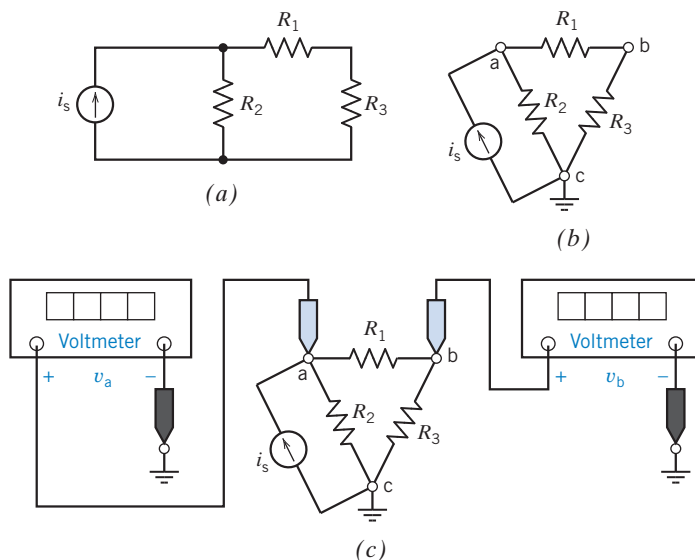 R1
a
b
is
R2
R3
R1
R2
R3
is
c
(a)
(b)
Voltmeter
+ va −
R1
a
b
R2
R3
is
c
Voltmeter
+ vb −
(c)